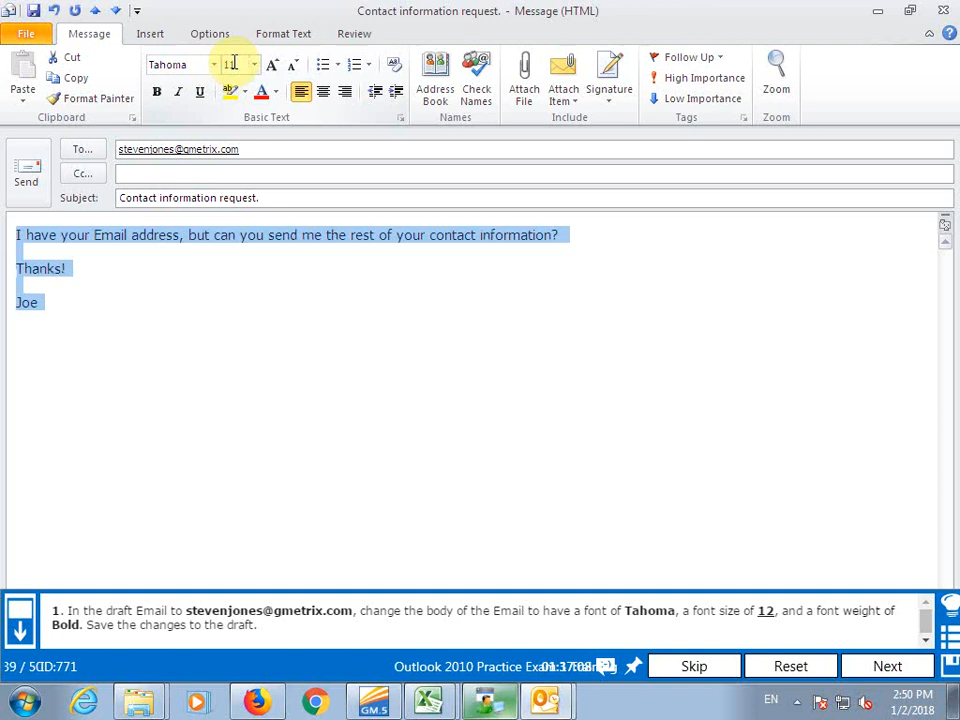 Contact information request. - Message (HTML)
File Message Insert Options Format Text Review
Cut
Copy
Format Painter
Paste
Clipboard
Tahoma
Basic Text
Address Book
Check Names
Names
Attach File
Attach Item
Signature
Include
Follow Up
High Importance
Low Importance
Tags
Zoom
Zoom
Send
To... stevenjones@gmetrix.com
Cc...
Subject: Contact information request.
I have your Email address, but can you send me the rest of your contact information?
Thanks!
Joe
1. In the draft Email to stevenjones@gmetrix.com, change the body of the Email to have a font of Tahoma, a font size of 12, and a font weight of
Bold. Save the changes to the draft.
Outlook 2010 Practice Skip Reset Next
GM.5
EN
2:50 PM
1/2/2018